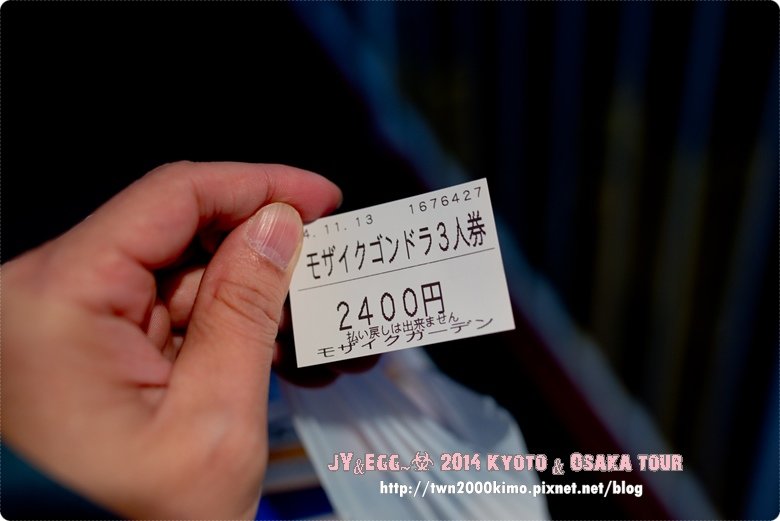 4.11.13 1676427
モザイクゴンドラ3人券
2400円
払い戻しは出来ません
モザイクガーデン
JY&EGG~☣ 2014 KYOTO & OSAKA TOUR
http://twn2000kimo.pixnet.net/blog